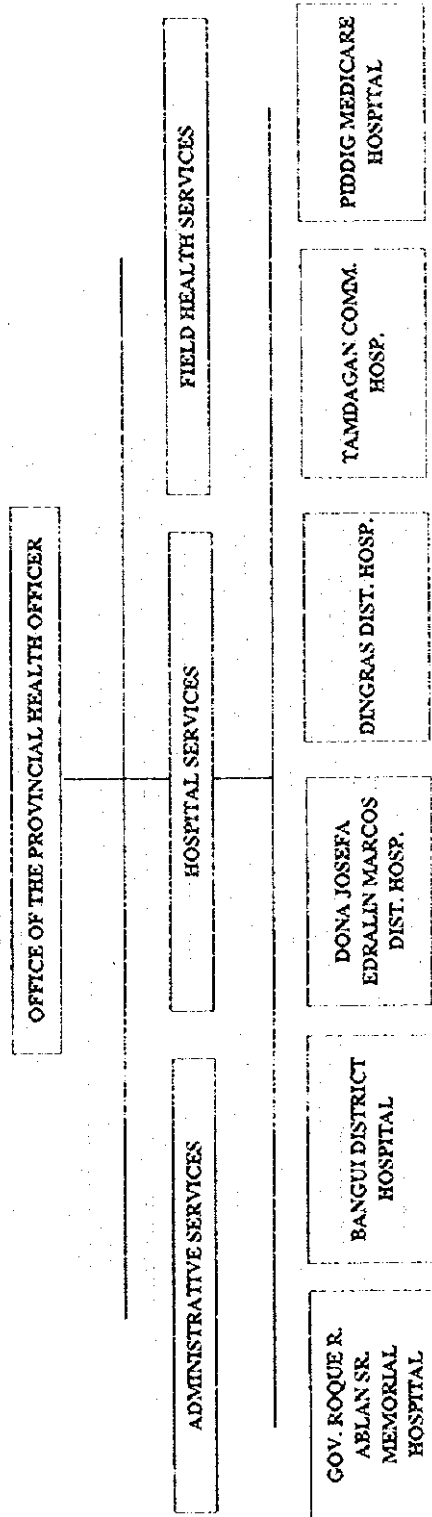 OFFICE OF THE PROVINCIAL HEALTH OFFICER
ADMINISTRATIVE SERVICES
HOSPITAL SERVICES
FIELD HEALTH SERVICES
GOV. ROQUE R.
ABLAN SR.
MEMORIAL
HOSPITAL
BANGUI DISTRICT
HOSPITAL
DONA JOSEFA
EDRALIN MARCOS
DIST. HOSP.
DINGRAS DIST. HOSP.
TAMDAGAN COMM.
HOSP.
PIDDIG MEDICARE
HOSPITAL